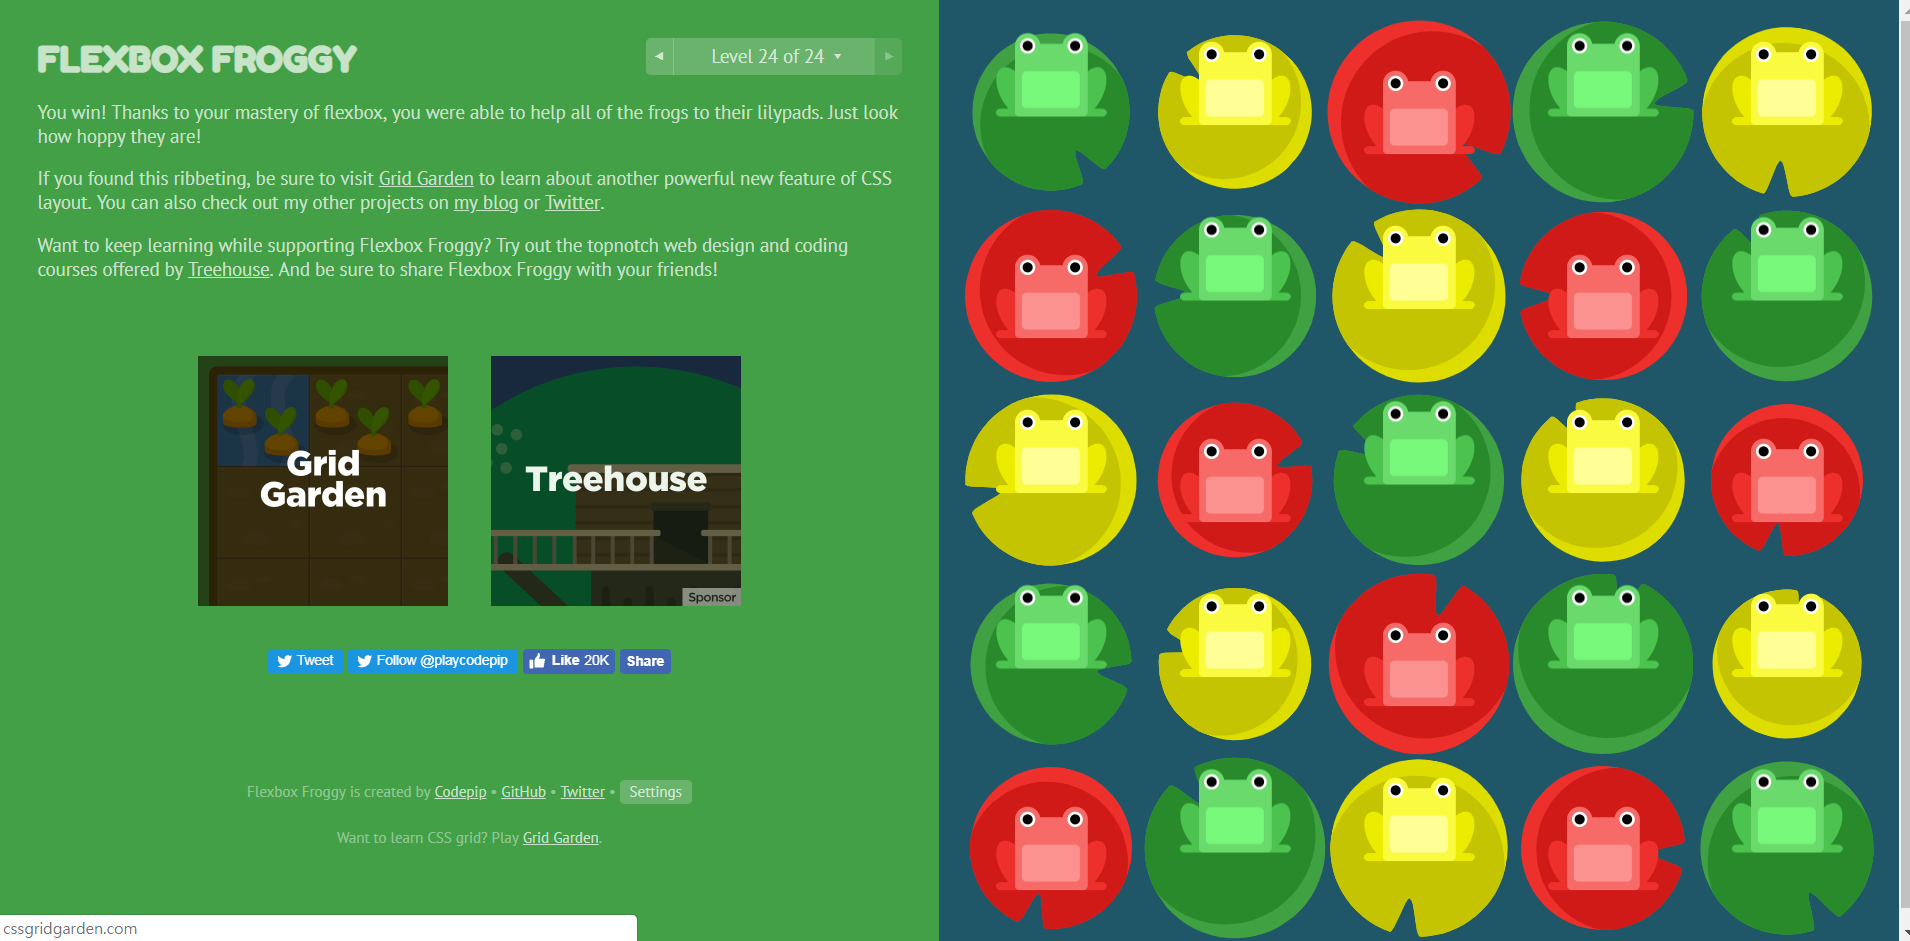 FLEXBOX FROGGY
Level 24 of 24
You win! Thanks to your mastery of flexbox, you were able to help all of the frogs to their lilypads. Just look
how hoppy they are!
If you found this ribbeting, be sure to visit Grid Garden to learn about another powerful new feature of CSS
layout. You can also check out my other projects on my blog or Twitter.
Want to keep learning while supporting Flexbox Froggy? Try out the topnotch web design and coding
courses offered by Treehouse. And be sure to share Flexbox Froggy with your friends!
Grid
Garden
Treehouse
Sponsor
Tweet Follow @playcodepip Like 20K Share
Flexbox Froggy is created by Codepip • GitHub • Twitter • Settings
Want to learn CSS grid? Play Grid Garden.
cssgridgarden.com